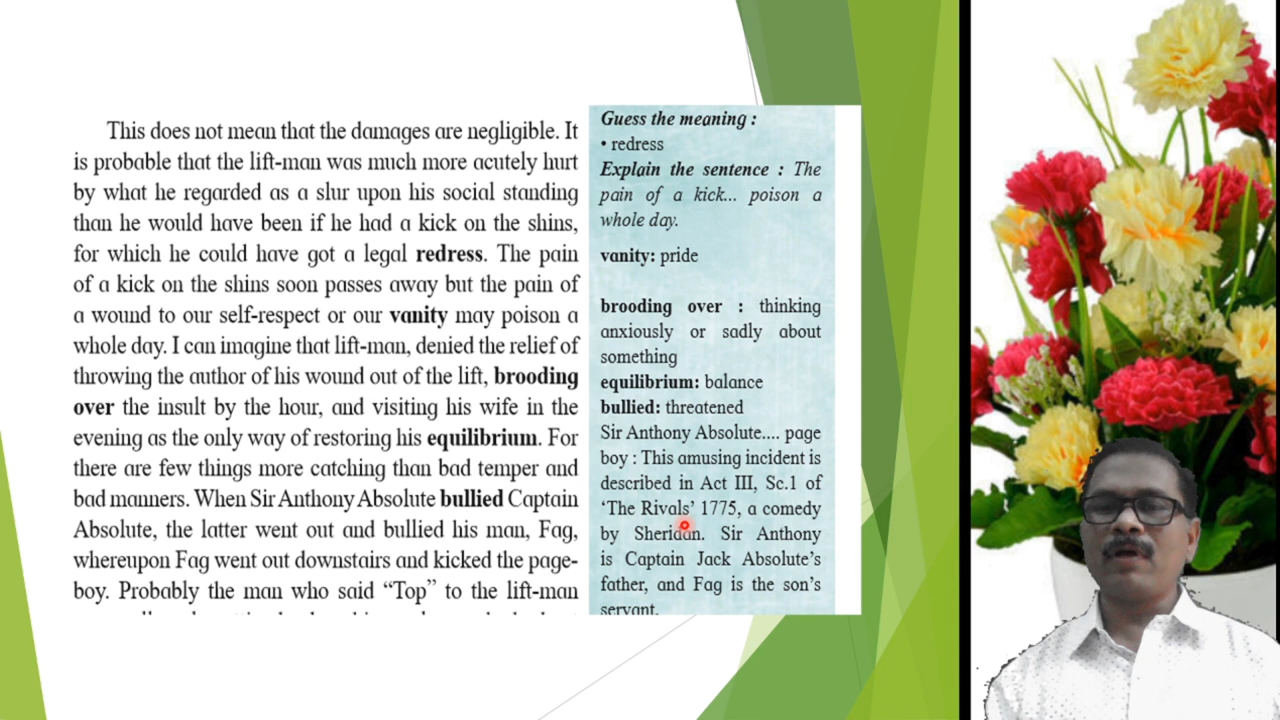 This does not mean that the damages are negligible. It
is probable that the lift-man was much more acutely hurt
by what he regarded as a slur upon his social standing
than he would have been if he had a kick on the shins,
for which he could have got a legal redress. The pain
of a kick on the shins soon passes away but the pain of
a wound to our self-respect or our vanity may poison a
whole day. I can imagine that lift-man, denied the relief of
throwing the author of his wound out of the lift, brooding
over the insult by the hour, and visiting his wife in the
evening as the only way of restoring his equilibrium. For
there are few things more catching than bad temper and
bad manners. When Sir Anthony Absolute bullied Captain
Absolute, the latter went out and bullied his man, Fag,
whereupon Fag went out downstairs and kicked the page-
boy. Probably the man who said “Top” to the lift-man
Guess the meaning :
• redress
Explain the sentence : The
pain of a kick... poison a
whole day.
vanity: pride
brooding over : thinking
anxiously or sadly about
something
equilibrium: balance
bullied: threatened
Sir Anthony Absolute.... page
boy : This amusing incident is
described in Act III, Sc.1 of
‘The Rivals’ 1775, a comedy
by Sheridan. Sir Anthony
is Captain Jack Absolute’s
father, and Fag is the son’s
servant.